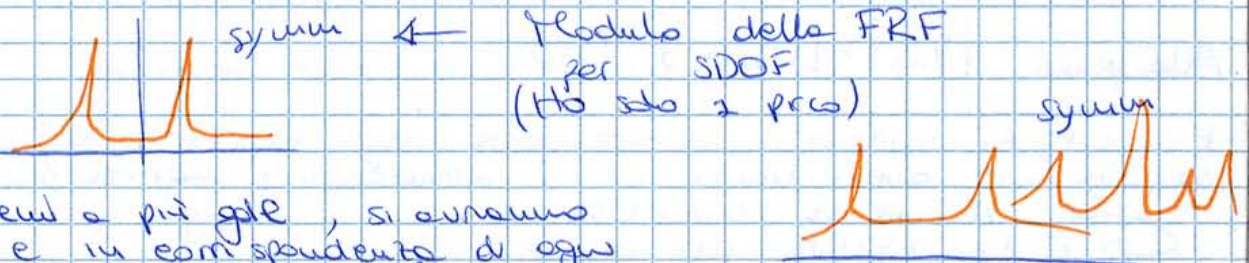 symm ← Modulo della FRF
per SDOF
(Ho solo 1 picco)
symm
emi a più gdl, si avranno
e in corrispondenza di ogni